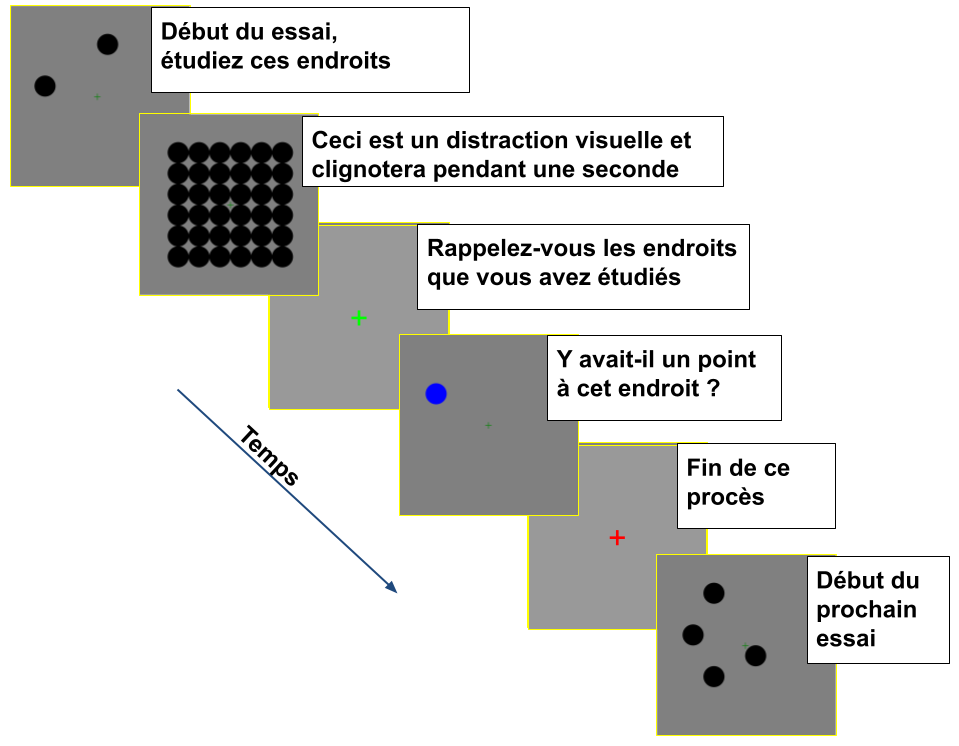 Début du essai,
étudiez ces endroits
Ceci est un distraction visuelle et
clignotera pendant une seconde
Rappelez-vous les endroits
que vous avez étudiés
Y avait-il un point
à cet endroit ?
Temps
Fin de ce
procès
Début du
prochain
essai